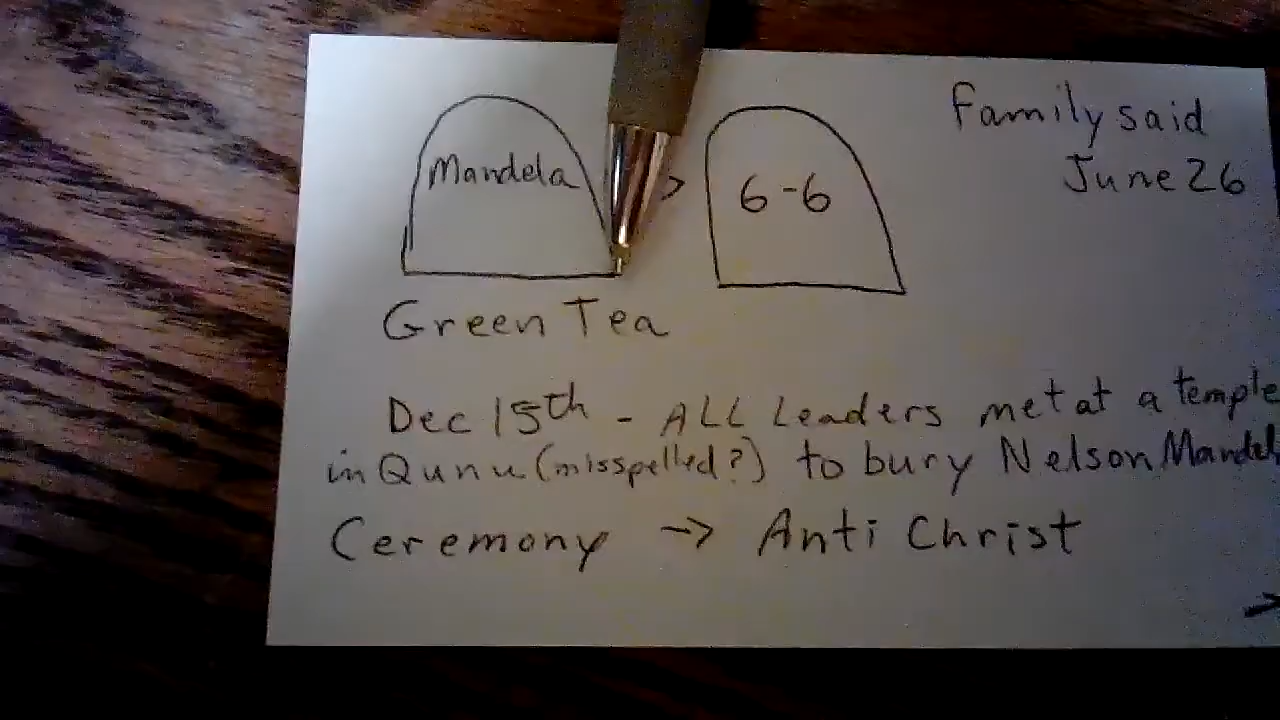 Family said
June 26
Mandela > 6-6
Green Tea
Dec 15th - ALL Leaders met at a temple
in Qunu (misspelled?) to bury Nelson Mandel
Ceremony -> Anti Christ
->